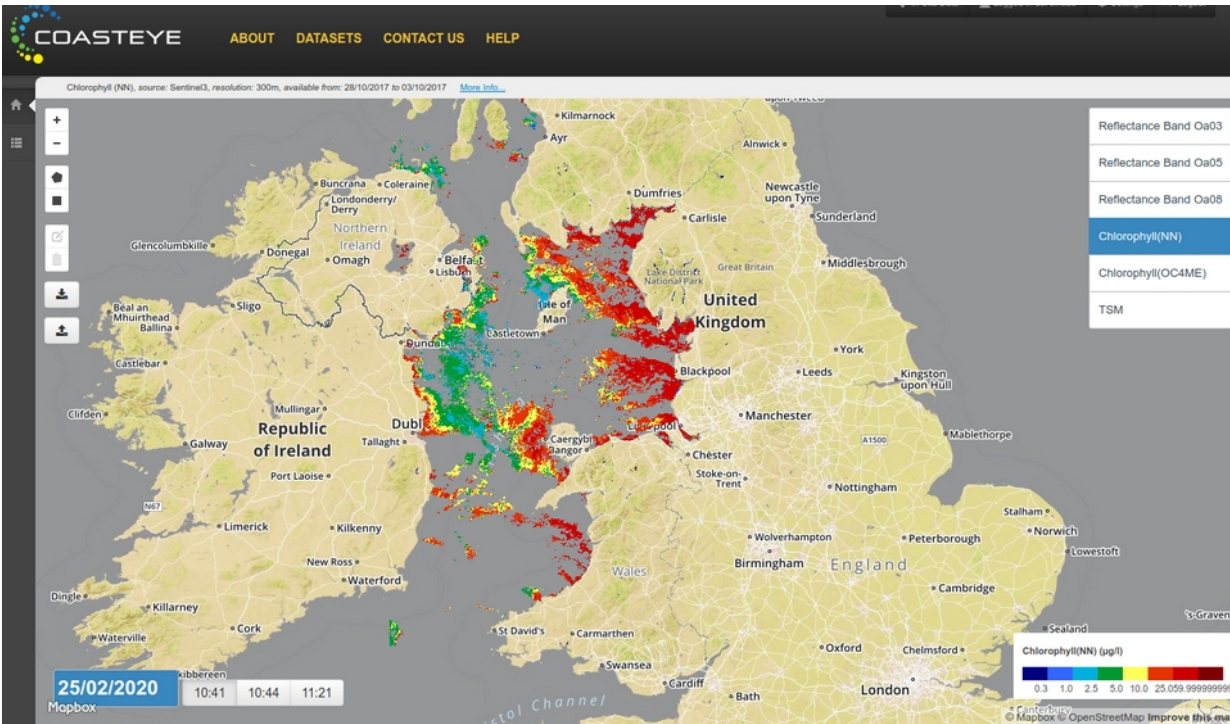 COASTEYE
ABOUT DATASETS CONTACT US HELP
Chlorophyll (NN), source: Sentinel3, resolution: 300m, available from: 28/10/2017 to 03/10/2017 More Info...
+
−
Reflectance Band Oa03
Reflectance Band Oa05
Reflectance Band Oa08
Chlorophyll(NN)
Chlorophyll(OC4ME)
TSM
Kilmarnock
Ayr
Alnwick
Buncrana
Coleraine
Londonderry/
Derry
Dumfries
Carlisle
Newcastle
upon Tyne
Sunderland
Northern
Ireland
Glencolumbkille
Donegal
Omagh
Belfast
Lisburn
Lake District
National Park
Great Britain
Middlesbrough
Béal an
Mhuirthead
Ballina
Sligo
Isle of
Man
United
Kingdom
Castletown
Castlebar
Blackpool
York
Leeds
Kingston
upon Hull
Clifden
Mullingar
Republic
of Ireland
Tallaght
Manchester
Galway
Caergybi
Bangor
Chester
A1500
Mablethorpe
Port Laoise
Stoke-on-
Trent
Nottingham
N67
Limerick
Kilkenny
Stalham
Norwich
Lowestoft
New Ross
Waterford
Wolverhampton
Birmingham
Peterborough
England
Wales
Cambridge
Dingle
Killarney
Waterville
Cork
St David's
Carmarthen
Swansea
Cardiff
Bath
Oxford
Chelmsford
London
Sealand
's-Graven
Channel
25/02/2020 10:41 10:44 11:21
Mapbox
Chlorophyll(NN) (µg/l)
0.3 1.0 2.5 5.0 10.0 25.0
© Mapbox © OpenStreetMap Improve this